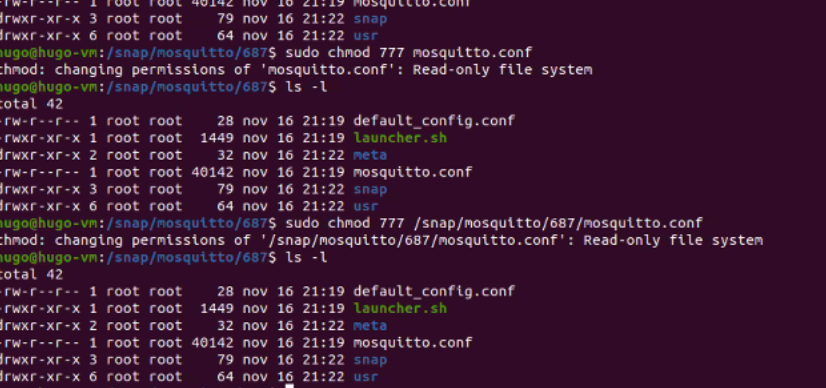 -rw-r--r-- 1 root root 40142 nov 16 21:19 mosquitto.conf
drwxr-xr-x 3 root root    79 nov 16 21:22 snap
drwxr-xr-x 6 root root    64 nov 16 21:22 usr
hugo@hugo-vm:/snap/mosquitto/687$ sudo chmod 777 mosquitto.conf
chmod: changing permissions of 'mosquitto.conf': Read-only file system
hugo@hugo-vm:/snap/mosquitto/687$ ls -l
total 42
-rw-r--r-- 1 root root    28 nov 16 21:19 default_config.conf
-rwxr-xr-x 1 root root  1449 nov 16 21:19 launcher.sh
drwxr-xr-x 2 root root    32 nov 16 21:22 meta
-rw-r--r-- 1 root root 40142 nov 16 21:19 mosquitto.conf
drwxr-xr-x 3 root root    79 nov 16 21:22 snap
drwxr-xr-x 6 root root    64 nov 16 21:22 usr
hugo@hugo-vm:/snap/mosquitto/687$ sudo chmod 777 /snap/mosquitto/687/mosquitto.conf
chmod: changing permissions of '/snap/mosquitto/687/mosquitto.conf': Read-only file system
hugo@hugo-vm:/snap/mosquitto/687$ ls -l
total 42
-rw-r--r-- 1 root root    28 nov 16 21:19 default_config.conf
-rwxr-xr-x 1 root root  1449 nov 16 21:19 launcher.sh
drwxr-xr-x 2 root root    32 nov 16 21:22 meta
-rw-r--r-- 1 root root 40142 nov 16 21:19 mosquitto.conf
drwxr-xr-x 3 root root    79 nov 16 21:22 snap
drwxr-xr-x 6 root root    64 nov 16 21:22 usr